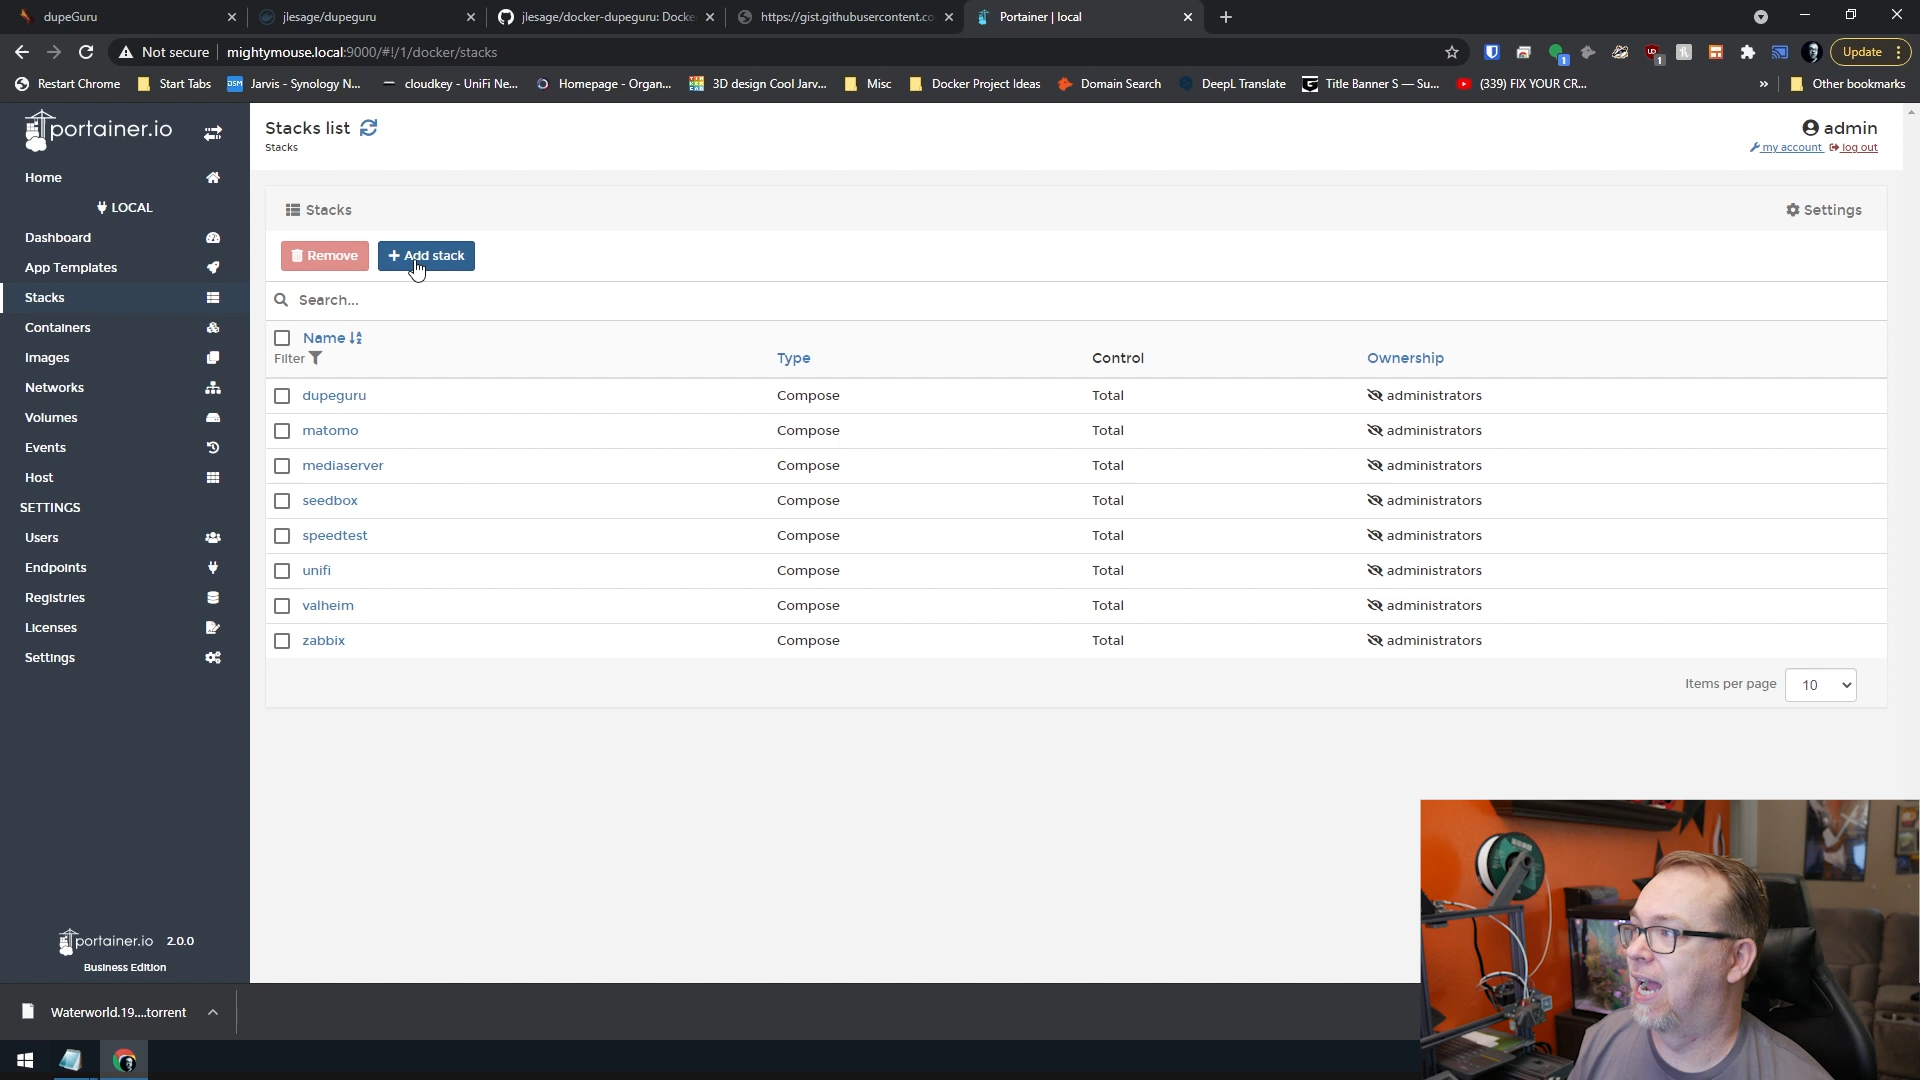 dupeGuru
jlesage/dupeguru
jlesage/docker-dupeguru: Docke
https://gist.githubusercontent.co
Portainer | local
Not secure
mightymouse.local:9000/#!/1/docker/stacks
Update
Restart Chrome
Start Tabs
Jarvis - Synology N...
cloudkey - UniFi Ne...
Homepage - Organ...
3D design Cool Jarv...
Misc
Docker Project Ideas
Domain Search
DeepL Translate
Title Banner S — Su...
(339) FIX YOUR CR...
»
Other bookmarks
portainer.io
Home
LOCAL
Dashboard
App Templates
Stacks
Containers
Images
Networks
Volumes
Events
Host
SETTINGS
Users
Endpoints
Registries
Licenses
Settings
portainer.io 2.0.0
Business Edition
Stacks list
Stacks
admin
my account log out
Stacks
Settings
Remove
+ Add stack
Search...
Name
Filter
Type
Control
Ownership
dupeguru Compose Total administrators
matomo Compose Total administrators
mediaserver Compose Total administrators
seedbox Compose Total administrators
speedtest Compose Total administrators
unifi Compose Total administrators
valheim Compose Total administrators
zabbix Compose Total administrators
Items per page 10
Waterworld.19....torrent